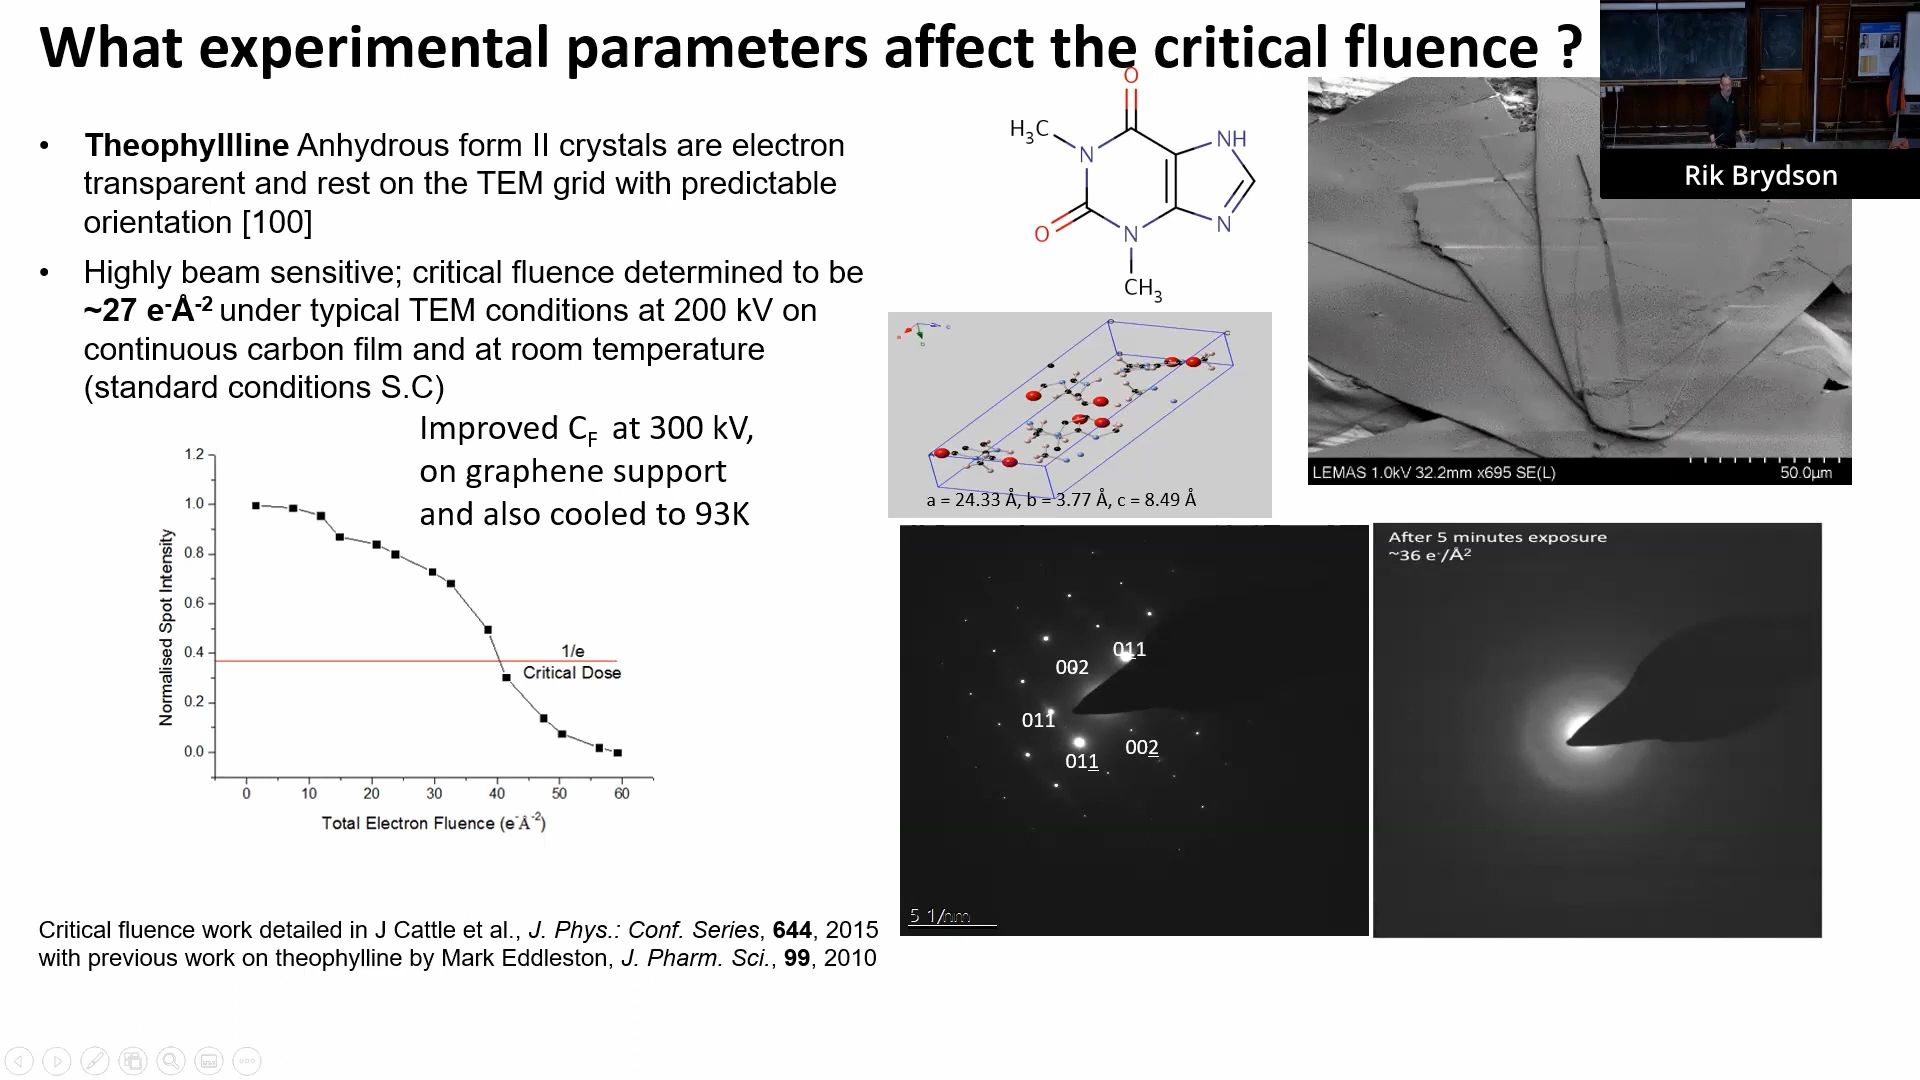 What experimental parameters affect the critical fluence ?
Rik Brydson
• Theophyllline Anhydrous form II crystals are electron
transparent and rest on the TEM grid with predictable
orientation [100]
• Highly beam sensitive; critical fluence determined to be
~27 e⁻Å⁻² under typical TEM conditions at 200 kV on
continuous carbon film and at room temperature
(standard conditions S.C)
Improved C_F at 300 kV,
on graphene support
and also cooled to 93K
1.2
1.0
0.8
0.6
0.4
0.2
0.0
Normalised Spot Intensity
1/e
Critical Dose
0 10 20 30 40 50 60
Total Electron Fluence (e⁻Å⁻²)
O
H₃C
N
NH
O
N
N
CH₃
a = 24.33 Å, b = 3.77 Å, c = 8.49 Å
LEMAS 1.0kV 32.2mm x695 SE(L)
50.0µm
011̲
002
011
011̲
002̲
5 1/nm
After 5 minutes exposure
~36 e⁻/Å²
Critical fluence work detailed in J Cattle et al., J. Phys.: Conf. Series, 644, 2015
with previous work on theophylline by Mark Eddleston, J. Pharm. Sci., 99, 2010